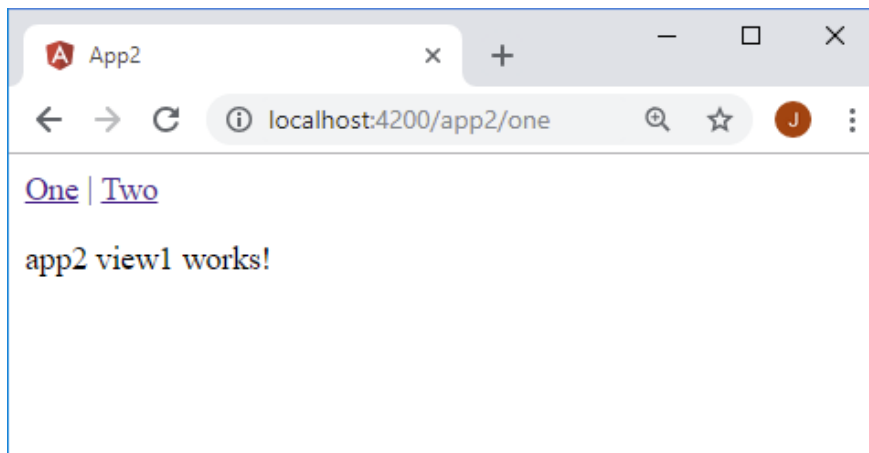 A App2
localhost:4200/app2/one
J
One | Two
app2 view1 works!